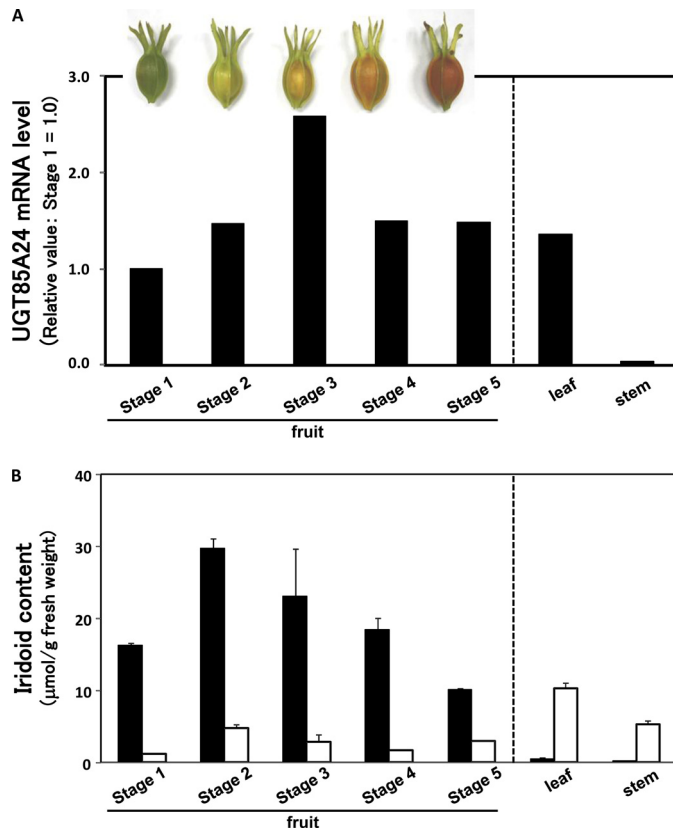 A
UGT85A24 mRNA level
(Relative value: Stage 1 = 1.0)
3.0
2.0
1.0
0.0
Stage 1
Stage 2
Stage 3
Stage 4
Stage 5
leaf
stem
fruit
B
Iridoid content
(μmol/g fresh weight)
40
30
20
10
0
Stage 1
Stage 2
Stage 3
Stage 4
Stage 5
leaf
stem
fruit